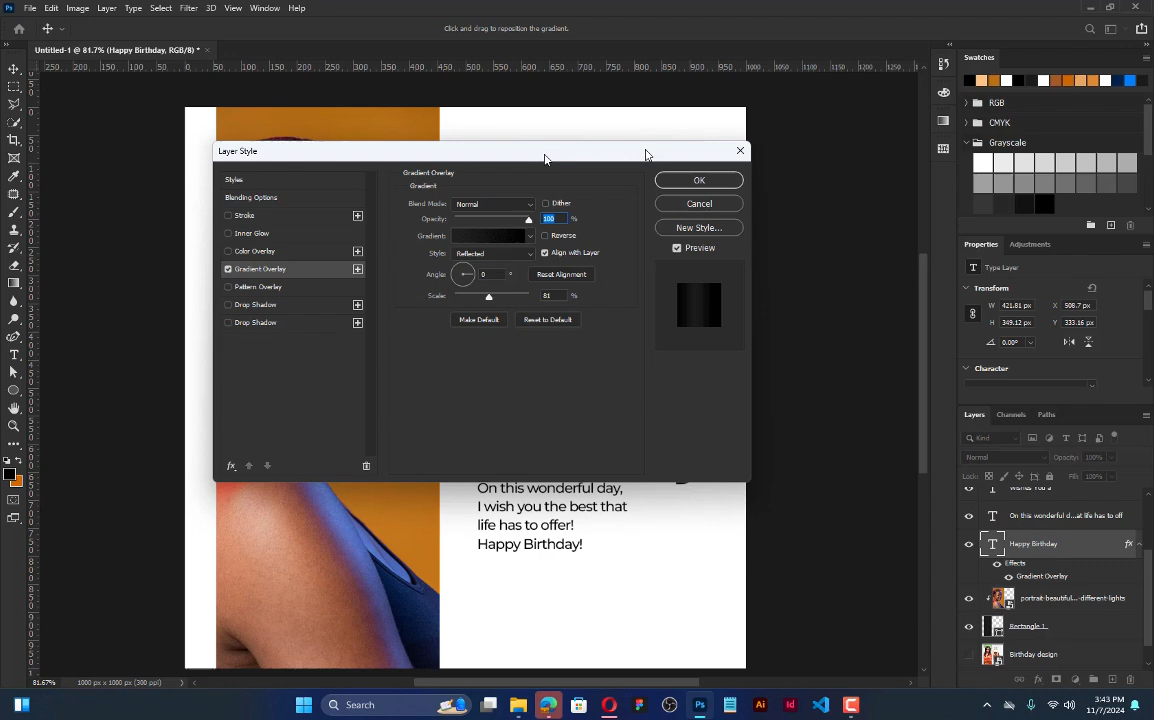 Ps File Edit Image Layer Type Select Filter 3D View Window Help
Click and drag to reposition the gradient.
Untitled-1 @ 81.7% (Happy Birthday, RGB/8) *
Swatches
RGB
CMYK
Grayscale
Layer Style
Styles
Blending Options
Stroke
Inner Glow
Color Overlay
Gradient Overlay
Pattern Overlay
Drop Shadow
Drop Shadow
fx
Gradient Overlay
Gradient
Blend Mode: Normal Dither
Opacity: 100 %
Gradient: Reverse
Style: Reflected Align with Layer
Angle: 0 ° Reset Alignment
Scale: 81 %
Make Default Reset to Default
OK
Cancel
New Style...
Preview
On this wonderful day,
I wish you the best that
life has to offer!
Happy Birthday!
Properties Adjustments
T Type Layer
Transform
W 421.81 px X 508.7 px
H 349.12 px Y 333.16 px
0.00°
Character
Layers Channels Paths
Kind
Normal Opacity: 100%
Lock: Fill: 100%
Wishes You a
T On this wonderful d...at life has to off
T Happy Birthday fx
Effects
Gradient Overlay
portrait-beautiful...-different-lights
Rectangle 1
Birthday design
81.67% 1000 px x 1000 px (300 ppi)
Search
Ps Ai Id
3:43 PM
11/7/2024